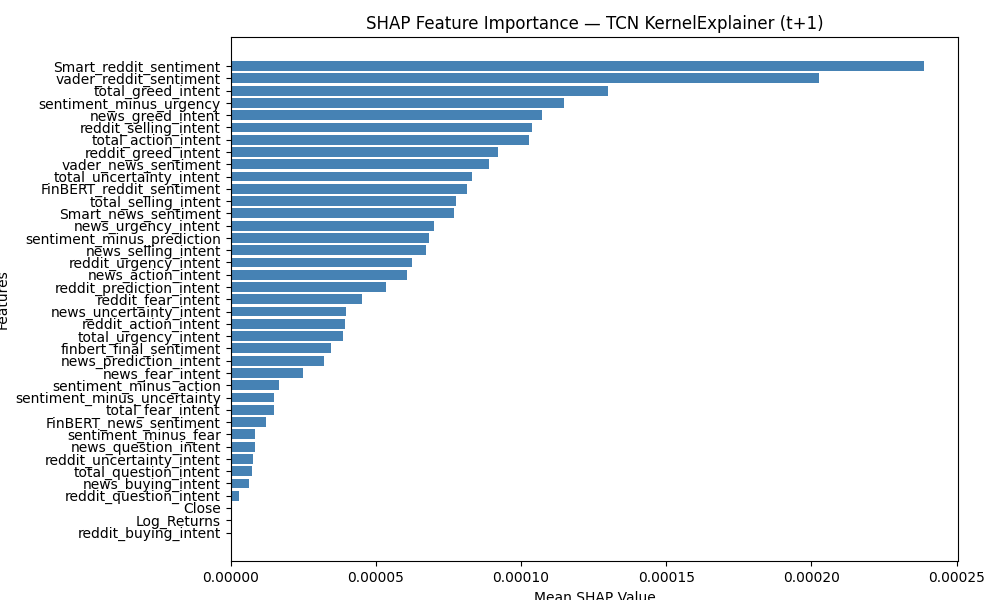 SHAP Feature Importance — TCN KernelExplainer (t+1)
Smart_reddit_sentiment
vader_reddit_sentiment
total_greed_intent
sentiment_minus_urgency
news_greed_intent
reddit_selling_intent
total_action_intent
reddit_greed_intent
vader_news_sentiment
total_uncertainty_intent
FinBERT_reddit_sentiment
total_selling_intent
Smart_news_sentiment
news_urgency_intent
sentiment_minus_prediction
news_selling_intent
reddit_urgency_intent
news_action_intent
reddit_prediction_intent
reddit_fear_intent
news_uncertainty_intent
reddit_action_intent
total_urgency_intent
finbert_final_sentiment
news_prediction_intent
news_fear_intent
sentiment_minus_action
sentiment_minus_uncertainty
total_fear_intent
FinBERT_news_sentiment
sentiment_minus_fear
news_question_intent
reddit_uncertainty_intent
total_question_intent
news_buying_intent
reddit_question_intent
Close
Log_Returns
reddit_buying_intent
Features
0.00000 0.00005 0.00010 0.00015 0.00020 0.00025
Mean SHAP Value